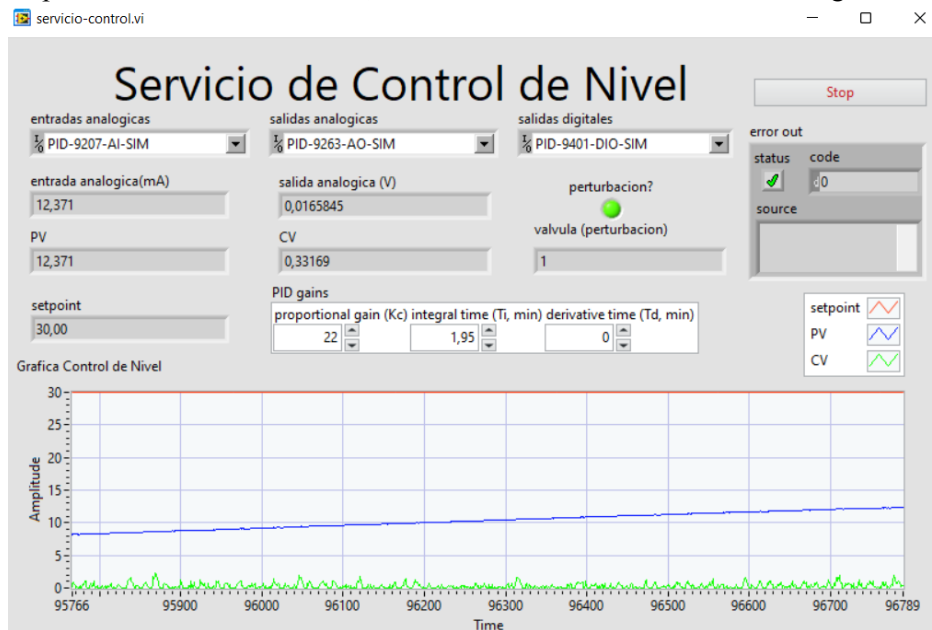 servicio-control.vi
Servicio de Control de Nivel
Stop
entradas analogicas
PID-9207-AI-SIM
salidas analogicas
PID-9263-AO-SIM
salidas digitales
PID-9401-DIO-SIM
error out
status code
d0
source
entrada analogica(mA)
12,371
salida analogica (V)
0,0165845
perturbacion?
PV
12,371
CV
0,33169
valvula (perturbacion)
1
setpoint
30,00
PID gains
proportional gain (Kc) integral time (Ti, min) derivative time (Td, min)
22 1,95 0
setpoint
PV
CV
Grafica Control de Nivel
Amplitude
30
25
20
15
10
5
0
95766 95900 96000 96100 96200 96300 96400 96500 96600 96700 96789
Time